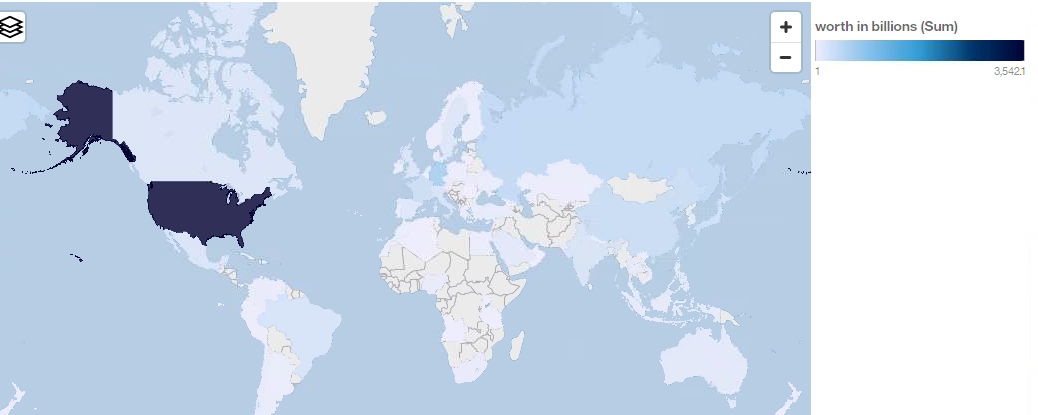 +
−
worth in billions (Sum)
1 3,542.1